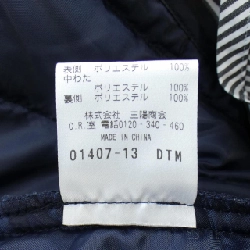 表側 ポリエステル 100%
中わた
ポリエステル 100%
裏側 ポリエステル 100%
株式会社 三陽商会
C.R.室 電話0120-340-460
MADE IN CHINA
01407-13 DTM